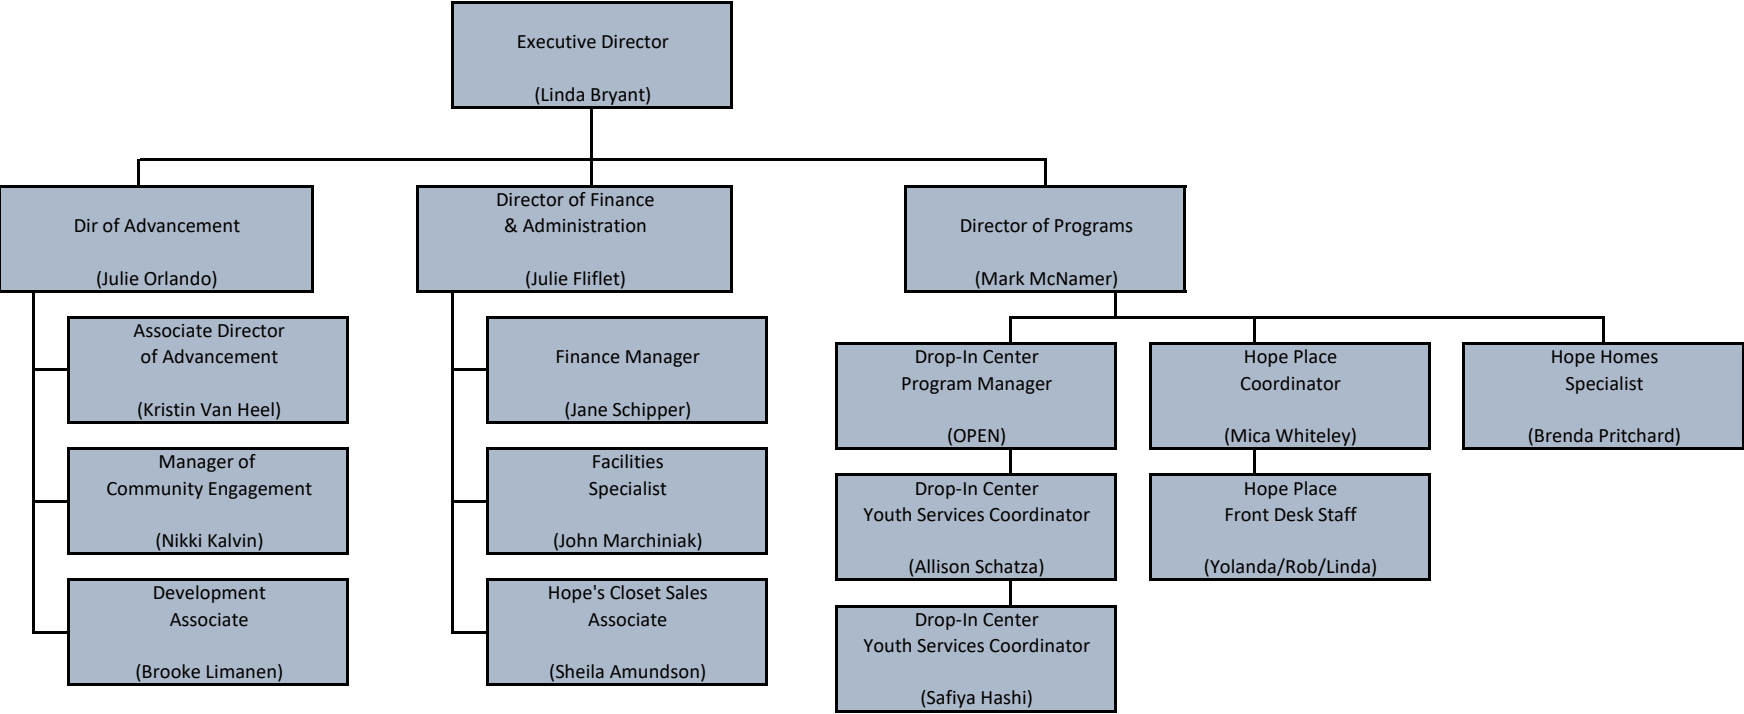 Executive Director
(Linda Bryant)
Dir of Advancement
(Julie Orlando)
Director of Finance
& Administration
(Julie Fliflet)
Director of Programs
(Mark McNamer)
Associate Director
of Advancement
(Kristin Van Heel)
Manager of
Community Engagement
(Nikki Kalvin)
Development
Associate
(Brooke Limanen)
Finance Manager
(Jane Schipper)
Facilities
Specialist
(John Marchiniak)
Hope's Closet Sales
Associate
(Sheila Amundson)
Drop-In Center
Program Manager
(OPEN)
Drop-In Center
Youth Services Coordinator
(Allison Schatza)
Drop-In Center
Youth Services Coordinator
(Safiya Hashi)
Hope Place
Coordinator
(Mica Whiteley)
Hope Place
Front Desk Staff
(Yolanda/Rob/Linda)
Hope Homes
Specialist
(Brenda Pritchard)